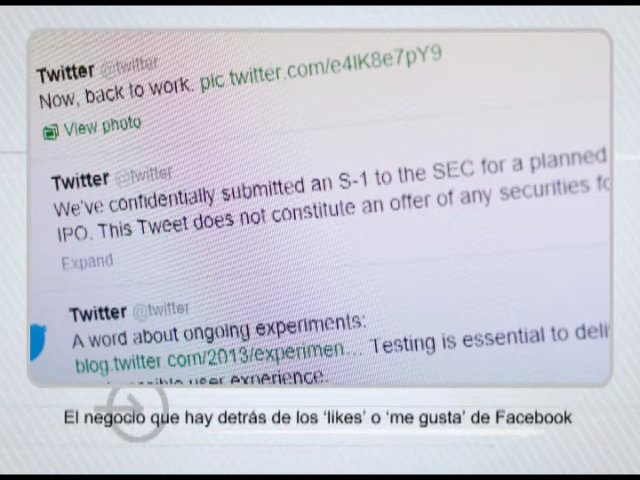 Twitter @twitter
Now, back to work. pic.twitter.com/e4IK8e7pY9
View photo
Twitter @twitter
We've confidentially submitted an S-1 to the SEC for a planned
IPO. This Tweet does not constitute an offer of any securities fo
Expand
Twitter @twitter
A word about ongoing experiments:
blog.twitter.com/2013/experimen... Testing is essential to deli
user experience.
El negocio que hay detrás de los ‘likes’ o ‘me gusta’ de Facebook